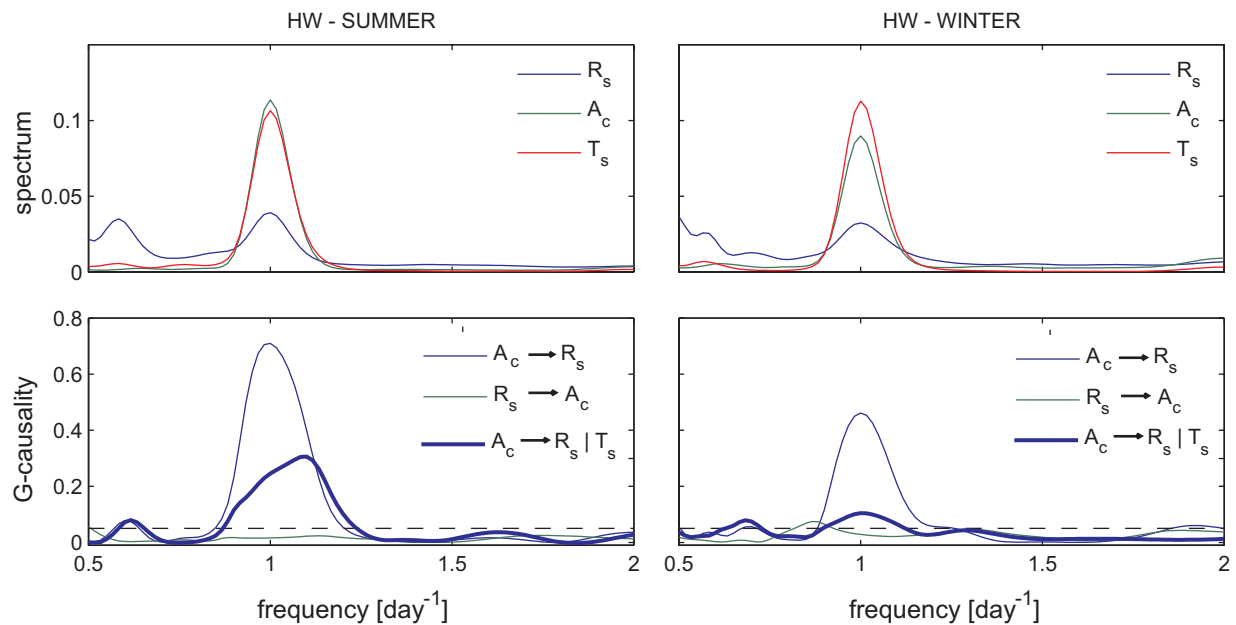 HW - SUMMER
HW - WINTER
spectrum
0.1
0.05
0
R_s
A_c
T_s
R_s
A_c
T_s
G-causality
0.8
0.6
0.4
0.2
0
A_c → R_s
R_s → A_c
A_c → R_s | T_s
A_c → R_s
R_s → A_c
A_c → R_s | T_s
0.5 1 1.5 2
0.5 1 1.5 2
frequency [day⁻¹]
frequency [day⁻¹]